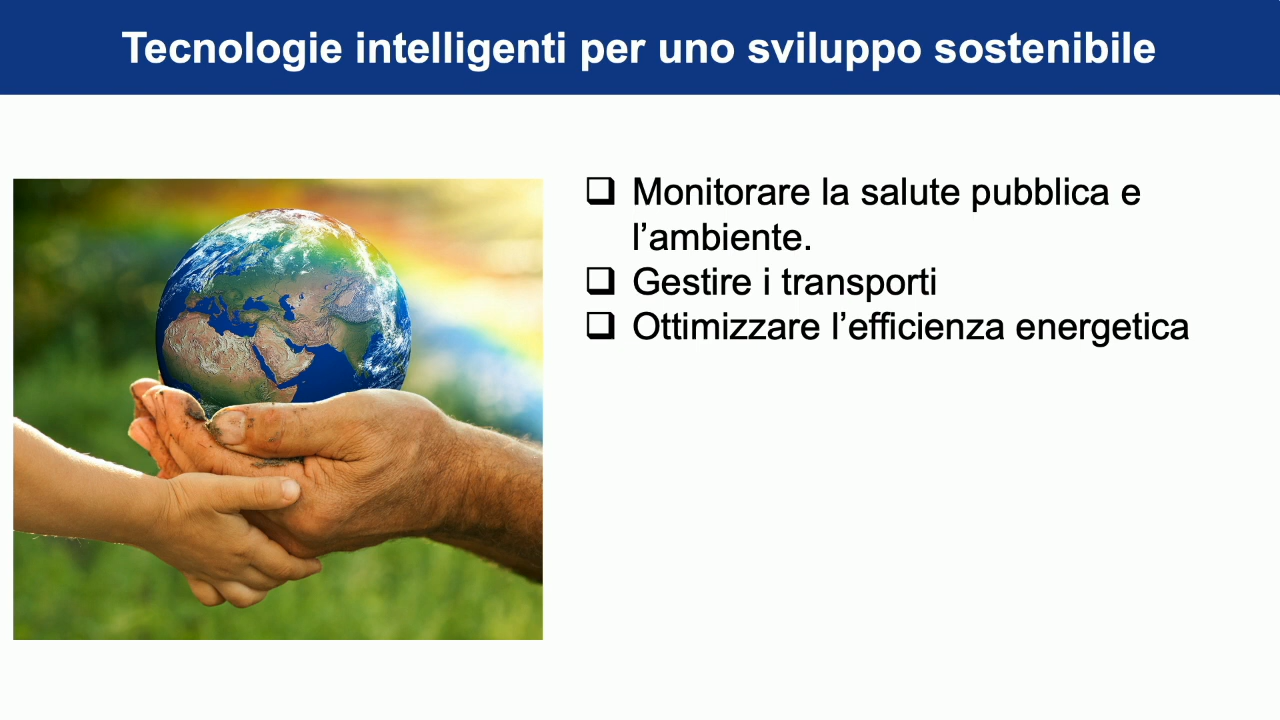 Tecnologie intelligenti per uno sviluppo sostenibile
❑ Monitorare la salute pubblica e
l’ambiente.
❑ Gestire i transporti
❑ Ottimizzare l’efficienza energetica